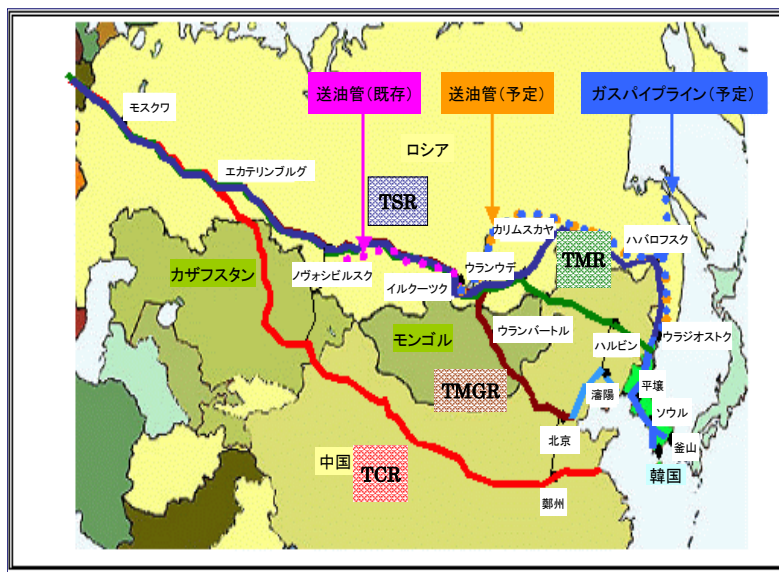 送油管（既存）
送油管（予定）
ガスパイプライン（予定）
モスクワ
ロシア
エカテリンブルグ
TSR
カリムスカヤ
ハバロフスク
TMR
カザフスタン
ノヴォシビルスク
イルクーツク
ウランウデ
モンゴル
ウランバートル
ハルビン
ウラジオストク
TMGR
瀋陽
平壌
ソウル
北京
釜山
中国
TCR
韓国
鄭州